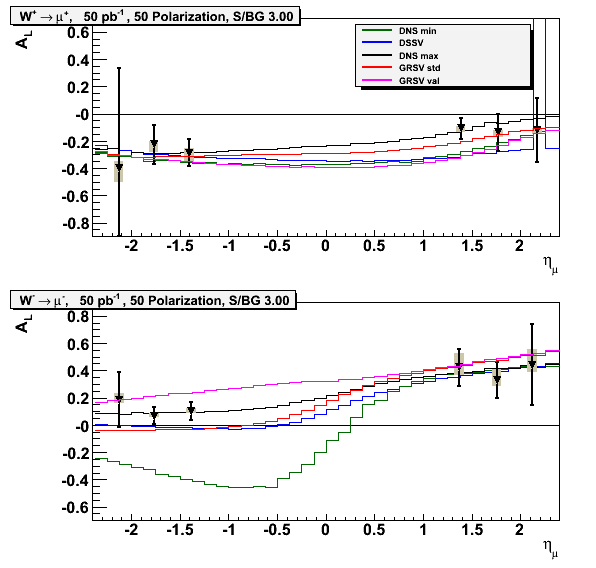 W⁺ → μ⁺, 50 pb⁻¹, 50 Polarization, S/BG 3.00
A_L
DNS min
DSSV
DNS max
GRSV std
GRSV val
0.6
0.4
0.2
-0
-0.2
-0.4
-0.6
-0.8
-2 -1.5 -1 -0.5 0 0.5 1 1.5 2
η_μ
W⁻ → μ⁻, 50 pb⁻¹, 50 Polarization, S/BG 3.00
A_L
0.8
0.6
0.4
0.2
-0
-0.2
-0.4
-0.6
-2 -1.5 -1 -0.5 0 0.5 1 1.5 2
η_μ